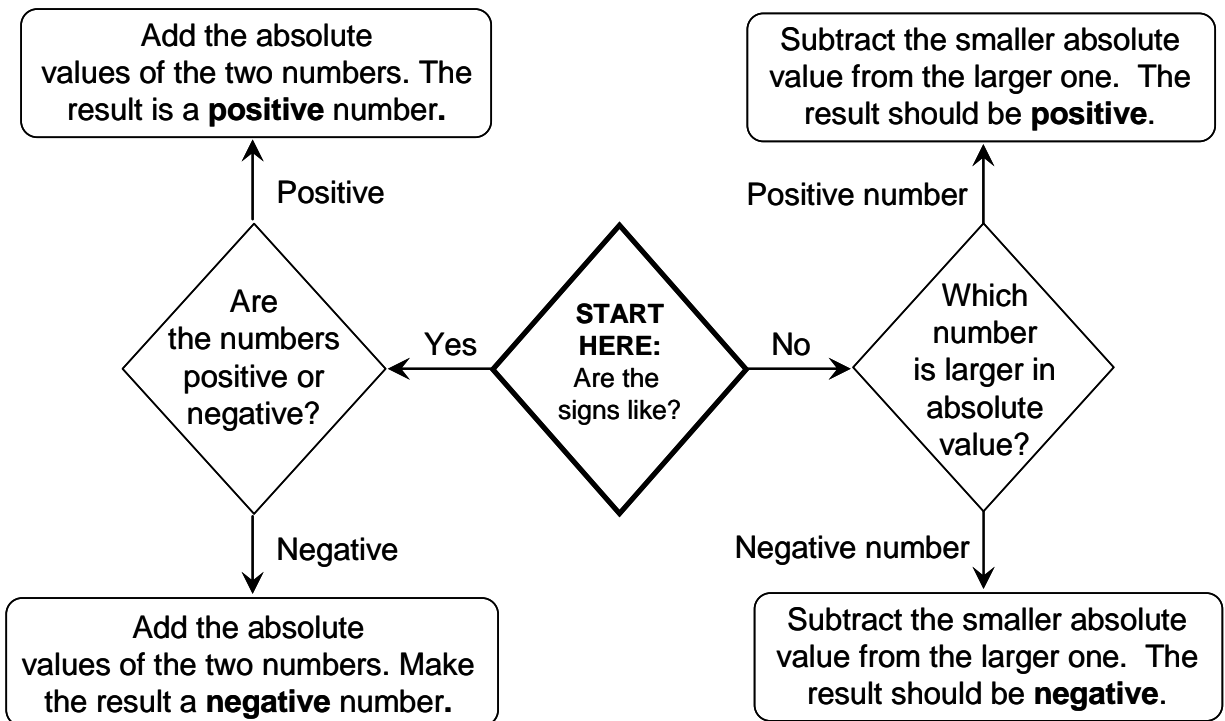 Add the absolute
values of the two numbers. The
result is a positive number.
Subtract the smaller absolute
value from the larger one.  The
result should be positive.
Positive
Positive number
Are
the numbers
positive or
negative?
Yes
START
HERE:
Are the
signs like?
No
Which
number
is larger in
absolute
value?
Negative
Negative number
Add the absolute
values of the two numbers. Make
the result a negative number.
Subtract the smaller absolute
value from the larger one.  The
result should be negative.